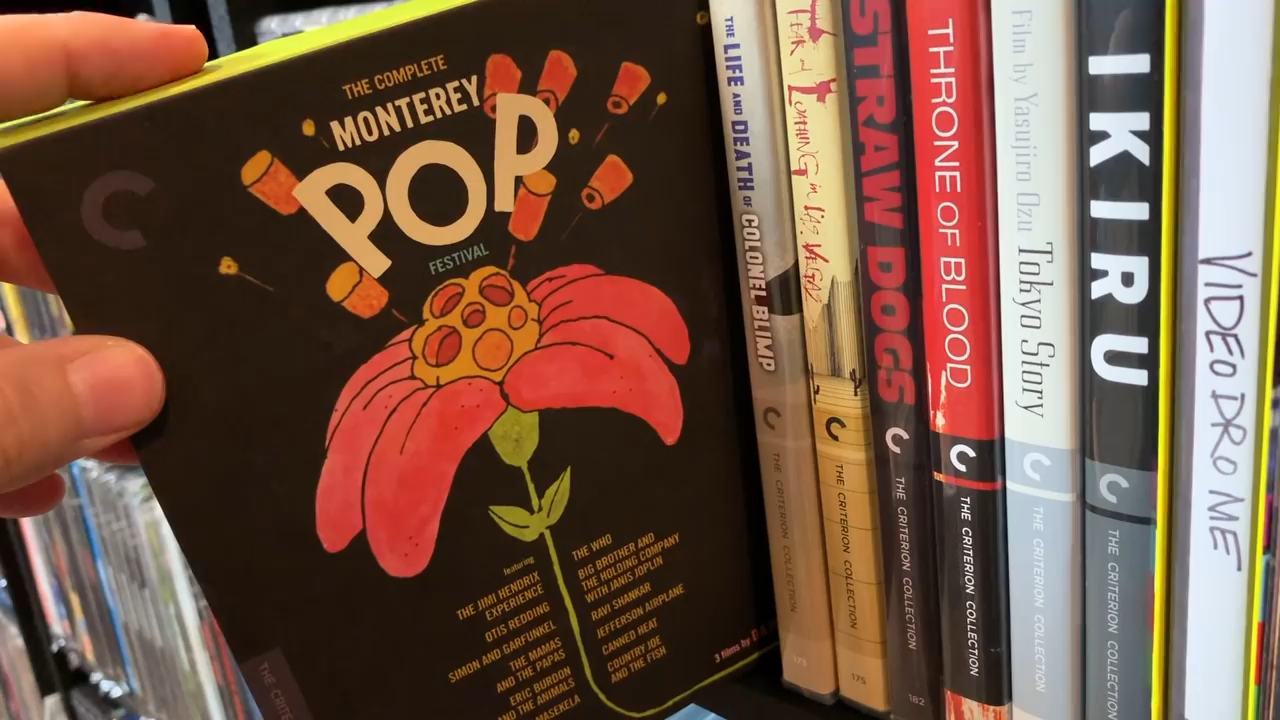 THE COMPLETE
MONTEREY
POP
FESTIVAL
featuring
THE JIMI HENDRIX
EXPERIENCE
OTIS REDDING
SIMON AND GARFUNKEL
THE MAMAS
AND THE PAPAS
ERIC BURDON
AND THE ANIMALS
MASEKELA
THE WHO
BIG BROTHER AND
THE HOLDING COMPANY
WITH JANIS JOPLIN
RAVI SHANKAR
JEFFERSON AIRPLANE
CANNED HEAT
COUNTRY JOE
AND THE FISH
3 films by
THE
THE LIFE AND DEATH OF COLONEL BLIMP
THE CRITERION COLLECTION
173
FEAR and LOATHING in LAS VEGAS
THE CRITERION COLLECTION
175
STRAW DOGS
THE CRITERION COLLECTION
182
THRONE OF BLOOD
THE CRITERION COLLECTION
Film by Yasujiro Ozu Tokyo Story
THE CRITERION COLLECTION
IKIRU
THE CRITERION COLLECTION
VIDEODROME